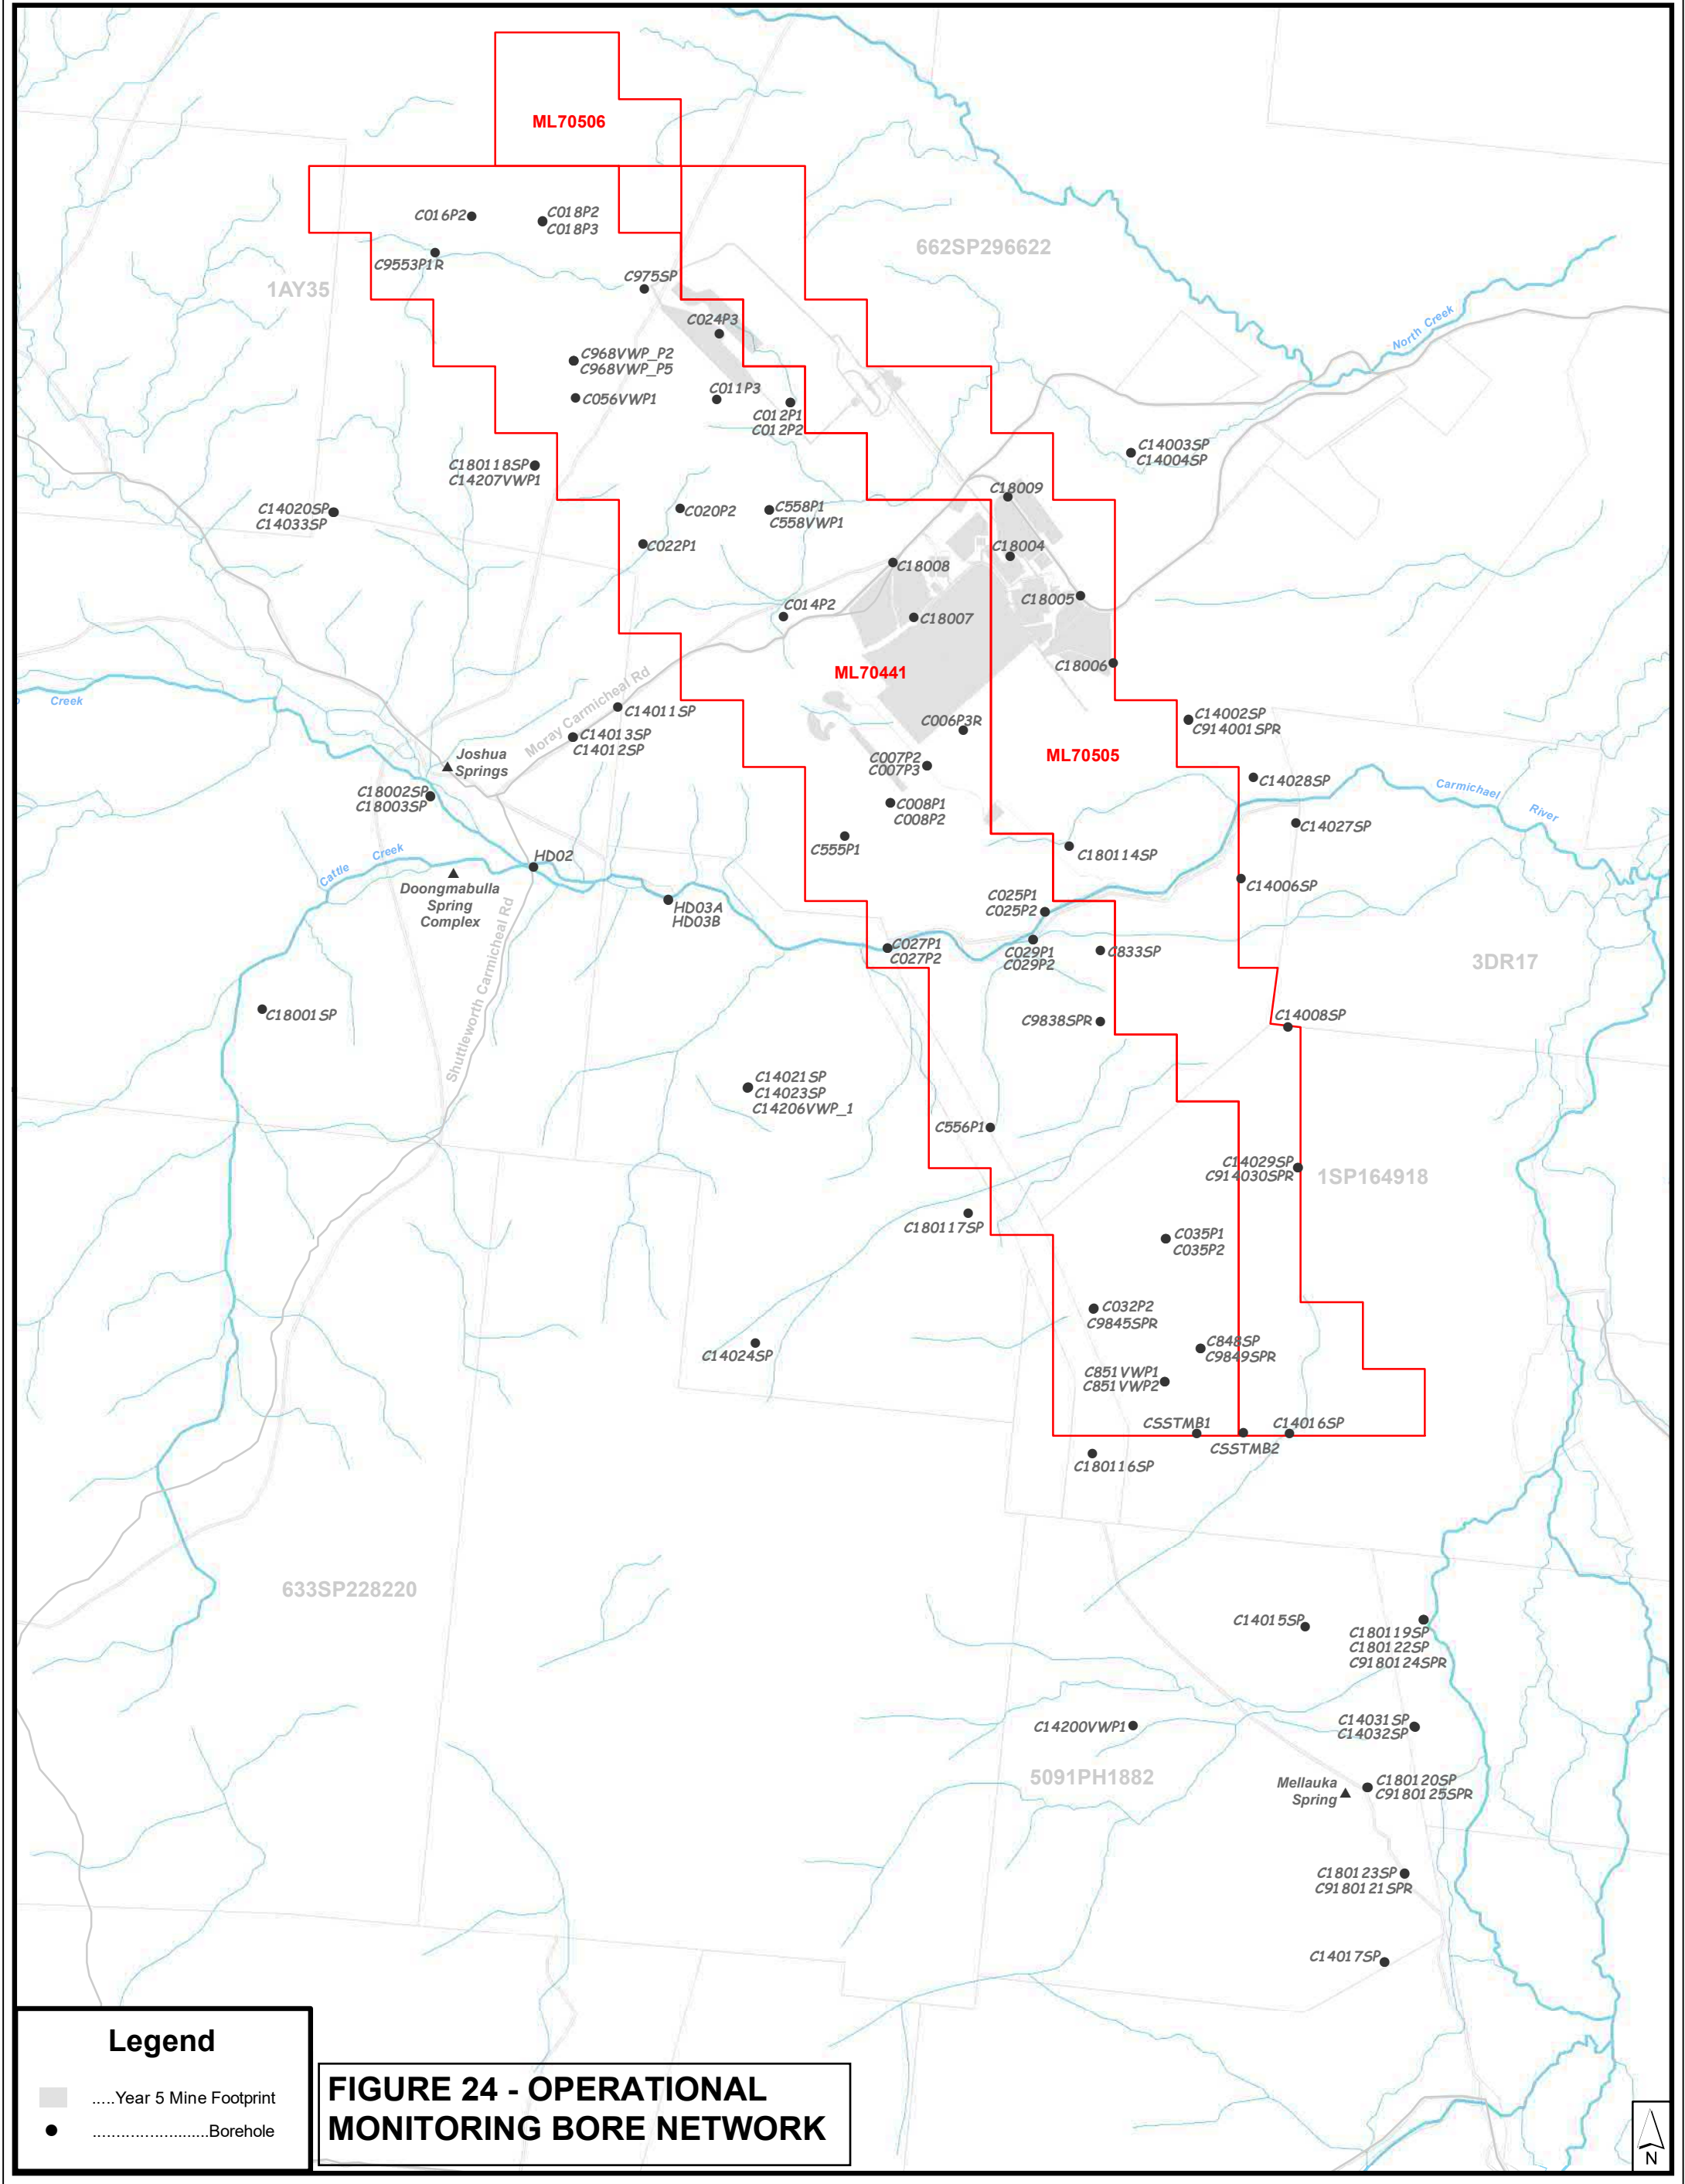 ML70506
C016P2
C018P2
C018P3
662SP296622
C9553P1R
1AY35
C975SP
North Creek
C024P3
C968VWP_P2
C968VWP_P5
C056VWP1
C011P3
C012P1
C012P2
C14003SP
C14004SP
C180118SP
C14207VWP1
C18009
C14020SP
C14033SP
C020P2
C558P1
C558VWP1
C022P1
C18004
C18008
C18005
C014P2
C18007
C18006
ML70441
Moray Carmicheal Rd
Creek
C14011SP
C14002SP
C914001SPR
C006P3R
C14013SP
C14012SP
ML70505
Joshua
Springs
C007P2
C007P3
C14028SP
Carmichael
River
C18002SP
C18003SP
C008P1
C008P2
C14027SP
C555P1
C180114SP
Cattle Creek
HD02
Doongmabulla
Spring
Complex
C14006SP
HD03A
HD03B
C025P1
C025P2
C027P1
C027P2
C029P1
C029P2
C833SP
3DR17
Shuttleworth Carmicheal Rd
C18001SP
C9838SPR
C14008SP
C14021SP
C14023SP
C14206VWP_1
C556P1
C14029SP
C914030SPR
1SP164918
C180117SP
C035P1
C035P2
C032P2
C9845SPR
C14024SP
C848SP
C9849SPR
C851VWP1
C851VWP2
CSSTMB1
C14016SP
CSSTMB2
C180116SP
633SP228220
C14015SP
C180119SP
C180122SP
C9180124SPR
C14200VWP1
C14031SP
C14032SP
5091PH1882
Mellauka
Spring
C180120SP
C9180125SPR
C180123SP
C9180121SPR
C14017SP
Legend
.....Year 5 Mine Footprint
........................Borehole
FIGURE 24 - OPERATIONAL
MONITORING BORE NETWORK
N